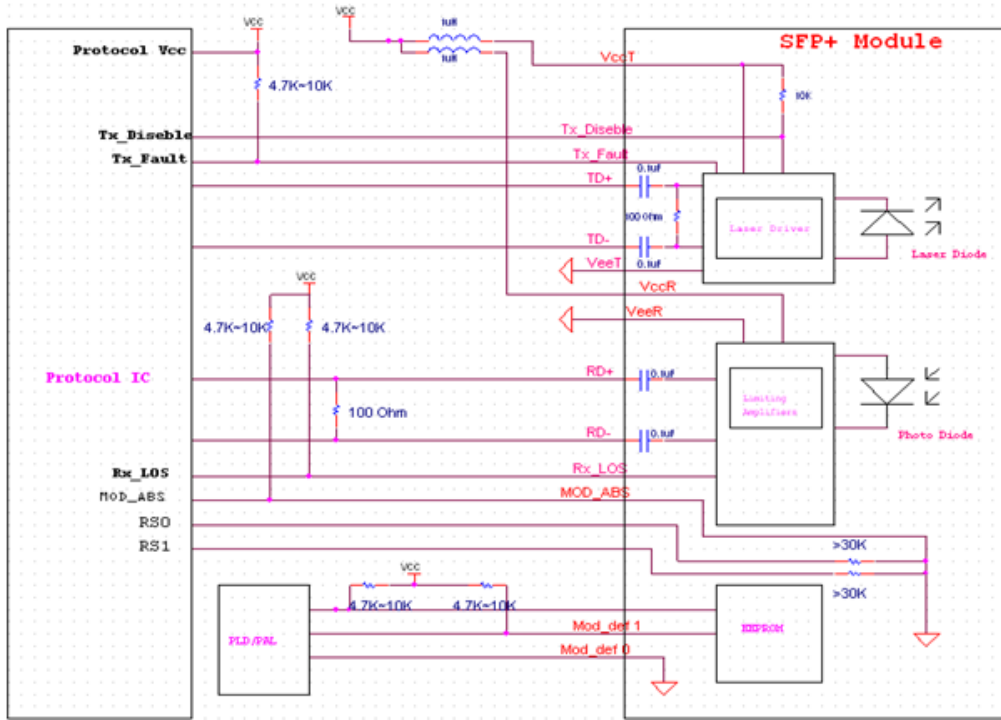 Vcc
Vcc
1uH
1uH
SFP+ Module
Protocol Vcc
VccT
4.7K~10K
10K
Tx_Diseble
Tx_Diseble
Tx_Fault
Tx_Fault
0.1uF
TD+
100 Ohm
Laser Driver
TD-
0.1uF
Laser Diode
VeeT
Vcc
VccR
VeeR
4.7K~10K
4.7K~10K
Protocol IC
RD+
0.1uF
100 Ohm
Limiting
Amplifiers
RD-
0.1uF
Photo Diode
Rx_LOS
Rx_LOS
MOD_ABS
MOD_ABS
RS0
RS1
>30K
>30K
Vcc
4.7K~10K
4.7K~10K
PLD/PAL
Mod_def 1
EEPROM
Mod_def 0